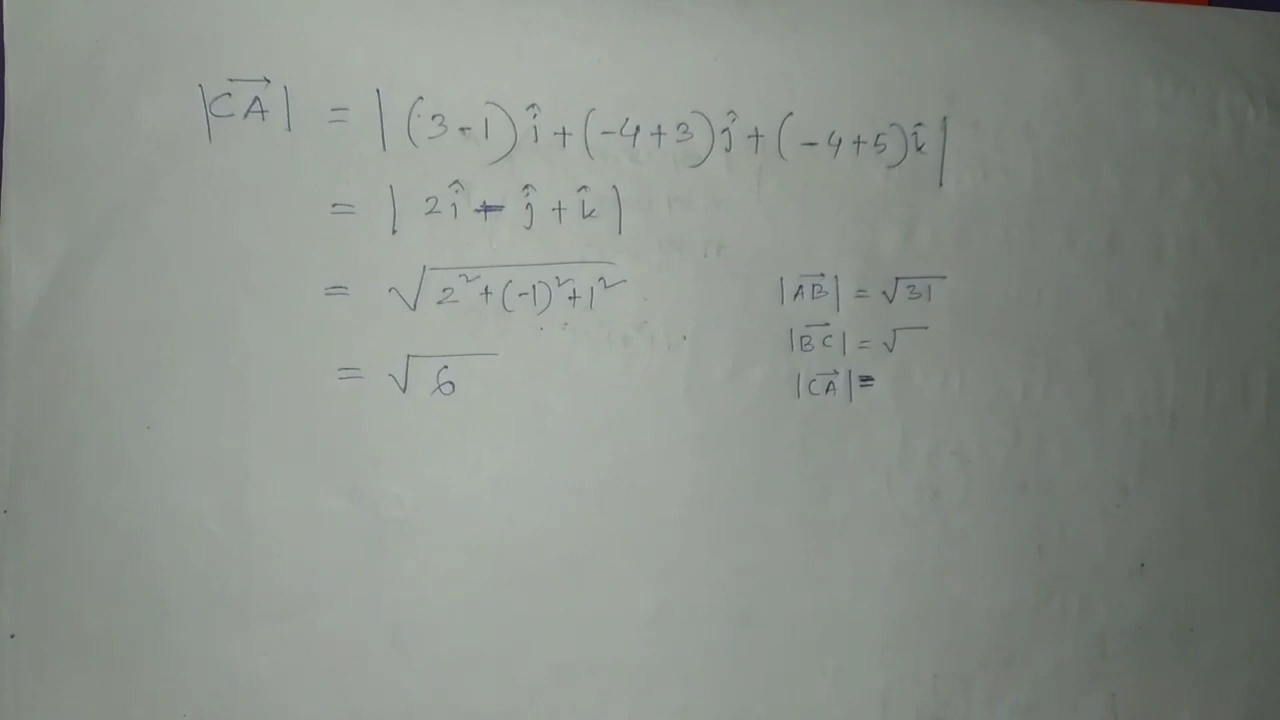 |CA⃗| = |(3-1)î+(-4+3)ĵ+(-4+5)k̂|
= |2î - ĵ + k̂|
= √(2²+(-1)²+1²)
= √6
|AB⃗| = √31
|BC⃗| = √
|CA⃗| =